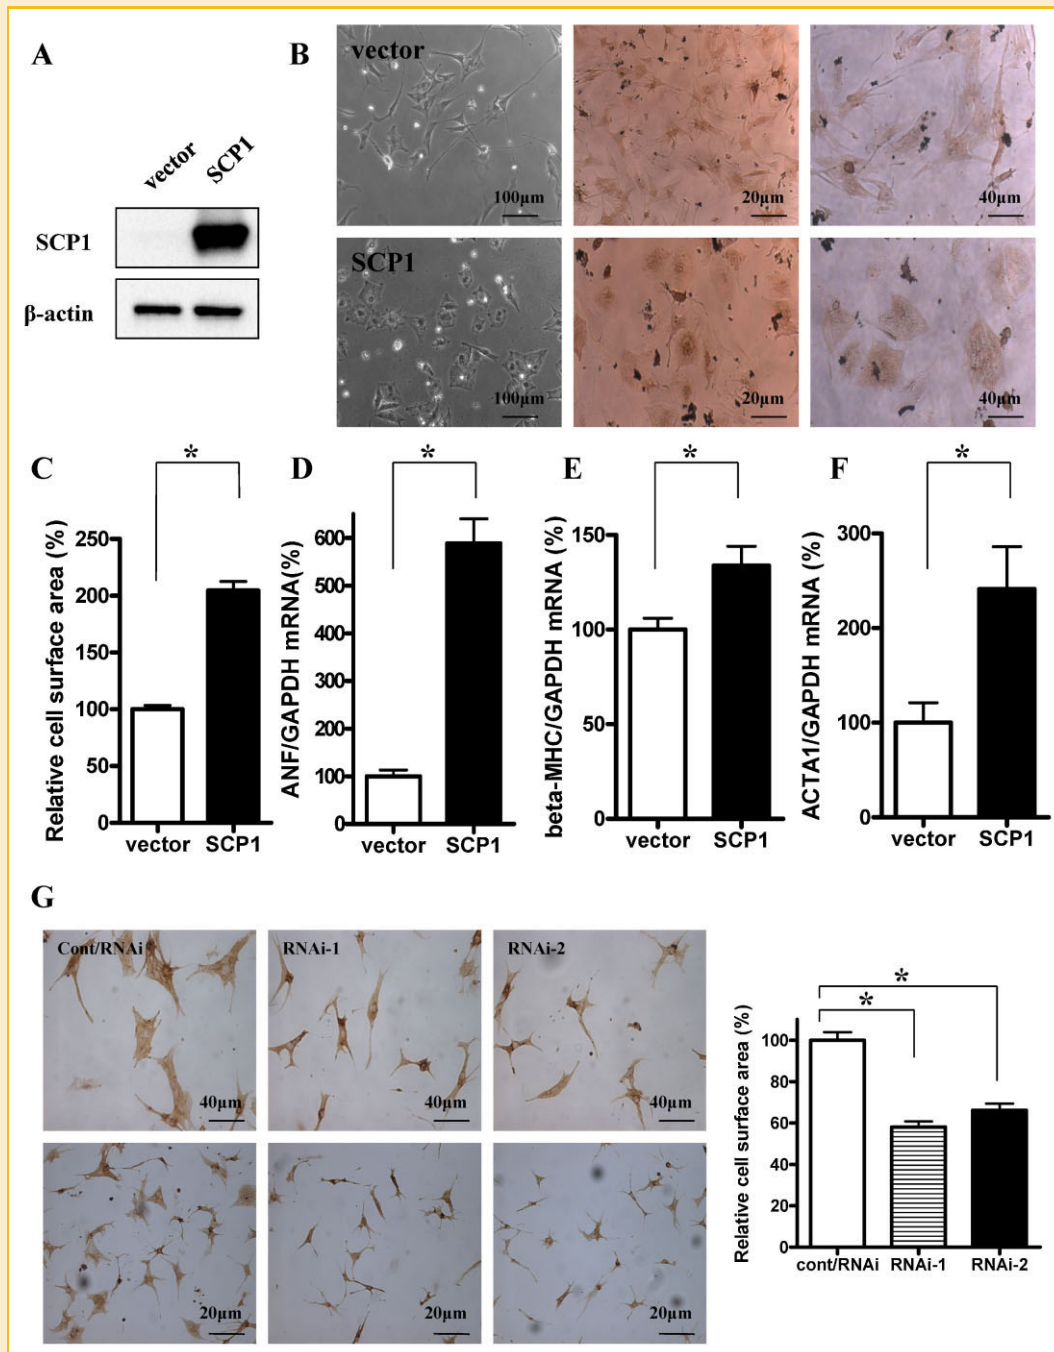 A
vector
SCP1
SCP1
β-actin
B
vector
100µm
20µm
40µm
SCP1
100µm
20µm
40µm
C
*
Relative cell surface area (%)
250
200
150
100
50
0
vector SCP1
D
*
ANF/GAPDH mRNA(%)
600
500
400
300
200
100
0
vector SCP1
E
*
beta-MHC/GAPDH mRNA (%)
150
100
50
0
vector SCP1
F
*
ACTA1/GAPDH mRNA (%)
300
200
100
0
vector SCP1
G
Cont/RNAi
40µm
RNAi-1
40µm
RNAi-2
40µm
20µm
20µm
20µm
*
*
Relative cell surface area (%)
100
80
60
40
20
0
cont/RNAi RNAi-1 RNAi-2